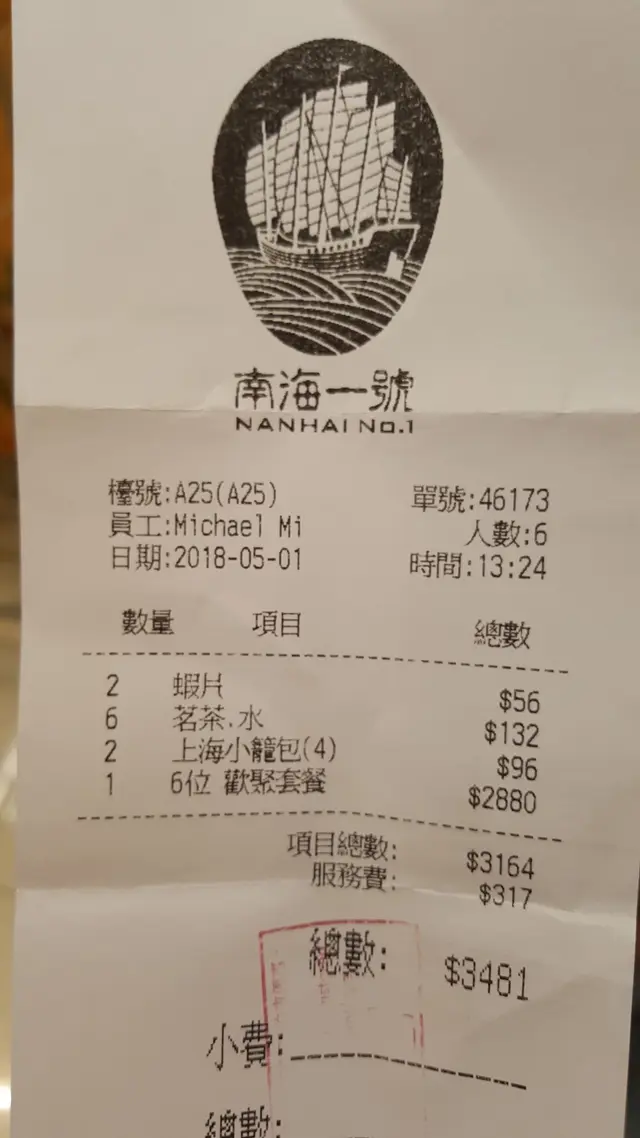 南海一號
NANHAI No.1
檯號:A25(A25) 單號:46173
員工:Michael Mi 人數:6
日期:2018-05-01 時間:13:24
數量 項目 總數
2 蝦片 $56
6 茗茶.水 $132
2 上海小籠包(4) $96
1 6位 歡聚套餐 $2880
項目總數: $3164
服務費: $317
總數: $3481
小費:
總數: